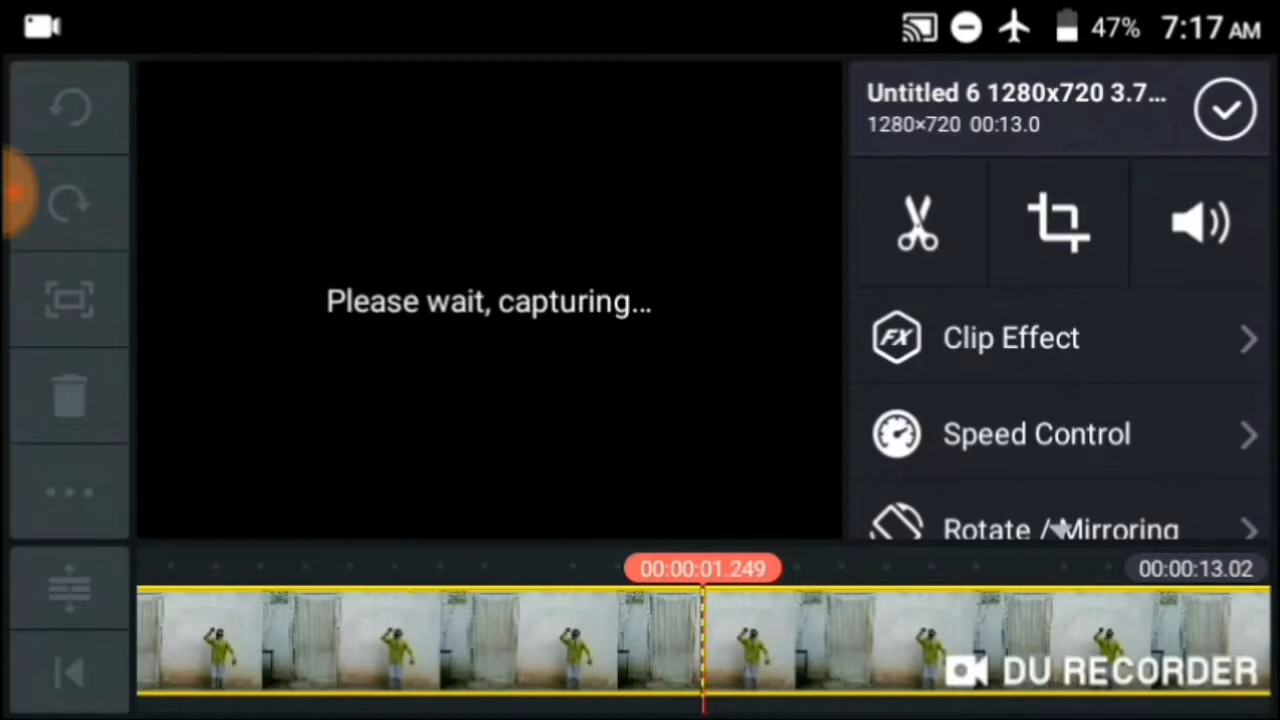 47% 7:17 AM
Untitled 6 1280x720 3.7...
1280×720 00:13.0
Please wait, capturing...
FX Clip Effect
Speed Control
Rotate / Mirroring
00:00:01.249
00:00:13.02
DU RECORDER